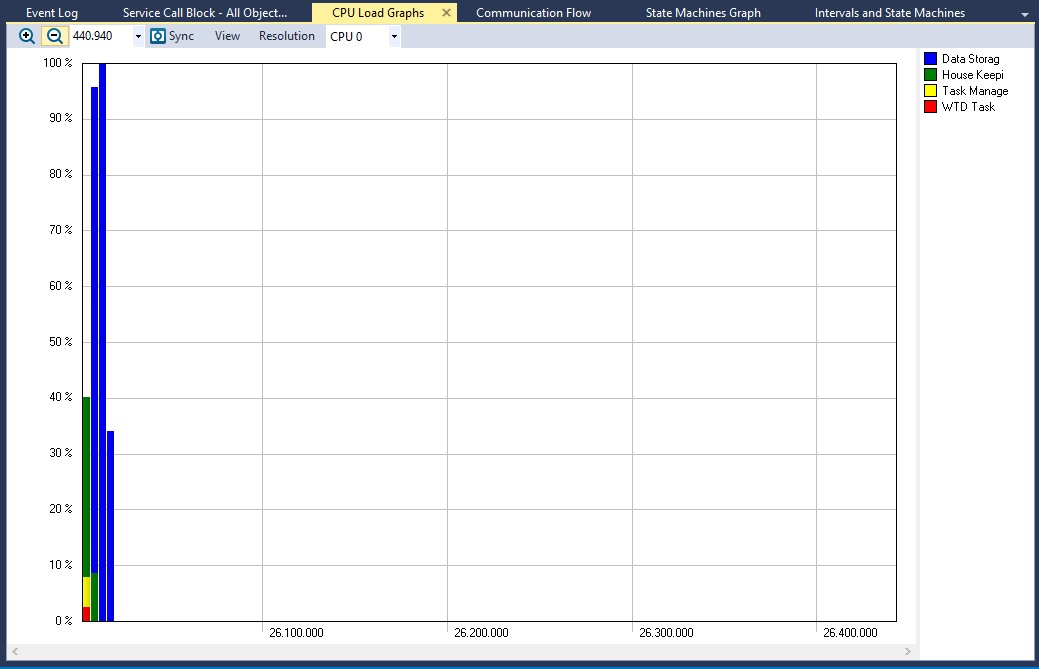 Event Log Service Call Block - All Object... CPU Load Graphs Communication Flow State Machines Graph Intervals and State Machines
440.940 Sync View Resolution CPU 0
100 %
90 %
80 %
70 %
60 %
50 %
40 %
30 %
20 %
10 %
0 %
26.100.000 26.200.000 26.300.000 26.400.000
Data Storag
House Keepi
Task Manage
WTD Task